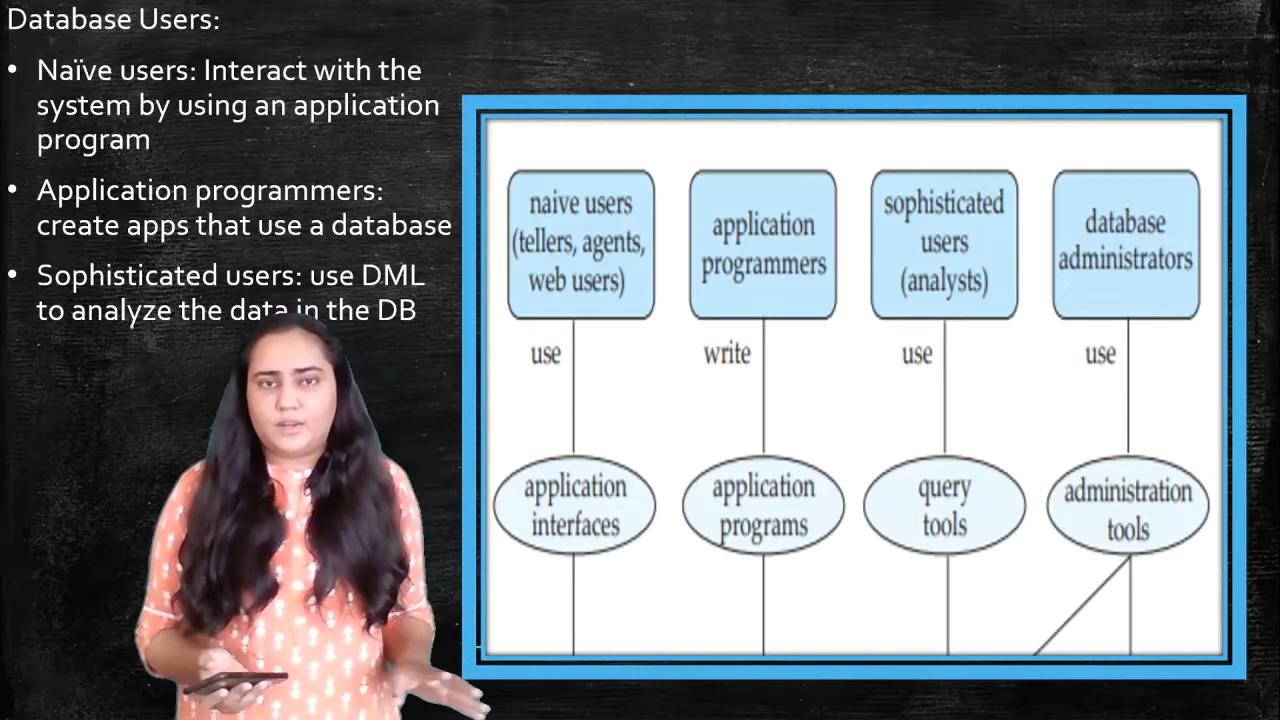 Database Users:
• Naïve users: Interact with the
system by using an application
program
• Application programmers:
create apps that use a database
• Sophisticated users: use DML
to analyze the data in the DB
naive users
(tellers, agents,
web users)
application
programmers
sophisticated
users
(analysts)
database
administrators
use
write
use
use
application
interfaces
application
programs
query
tools
administration
tools